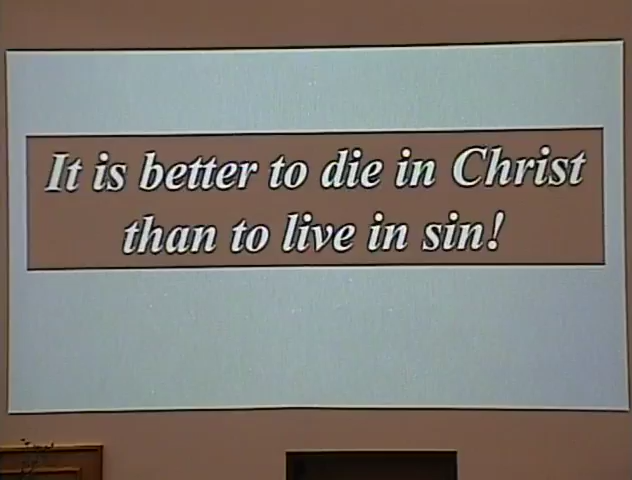 It is better to die in Christ
than to live in sin!